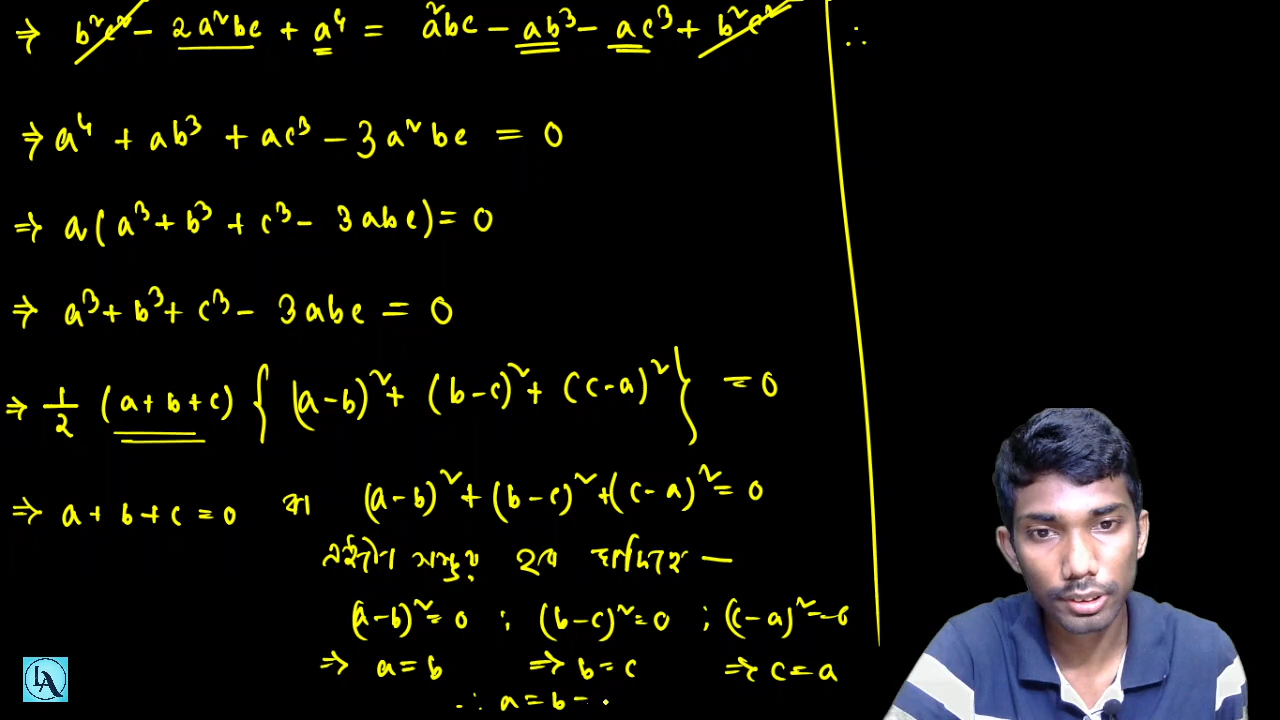 ⇒ b²c² - 2a²bc + a⁴ = a²bc - ab³ - ac³ + b²c² ∴
⇒ a⁴ + ab³ + ac³ - 3a²bc = 0
⇒ a(a³ + b³ + c³ - 3abc) = 0
⇒ a³ + b³ + c³ - 3abc = 0
⇒ 1/2 (a+b+c) { (a-b)² + (b-c)² + (c-a)² } = 0
⇒ a+b+c = 0 বা (a-b)² + (b-c)² + (c-a)² = 0
(a-b)² = 0 ; (b-c)² = 0 ; (c-a)² = 0
⇒ a = b ⇒ b = c ⇒ c = a
∴ a = b =
LA